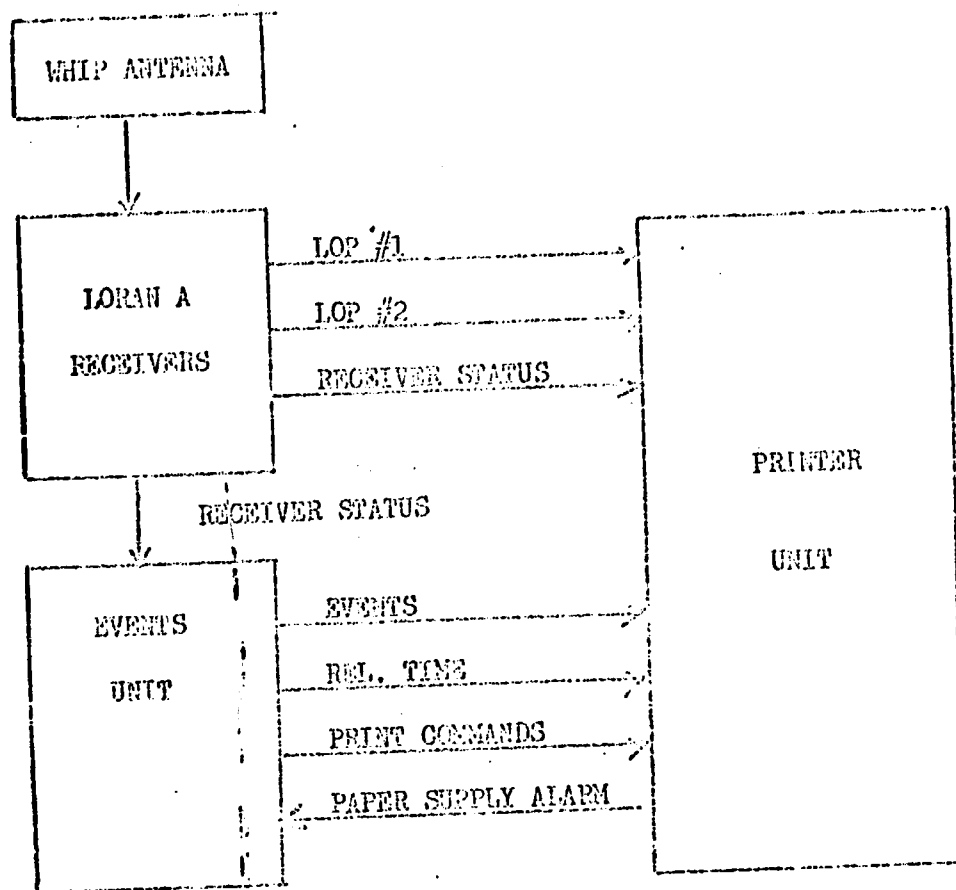 WHIP ANTENNA
LORAN A
RECEIVERS
LOP #1
LOP #2
RECEIVER STATUS
PRINTER
UNIT
RECEIVER STATUS
EVENTS
UNIT
EVENTS
REL. TIME
PRINT COMMANDS
PAPER SUPPLY ALARM